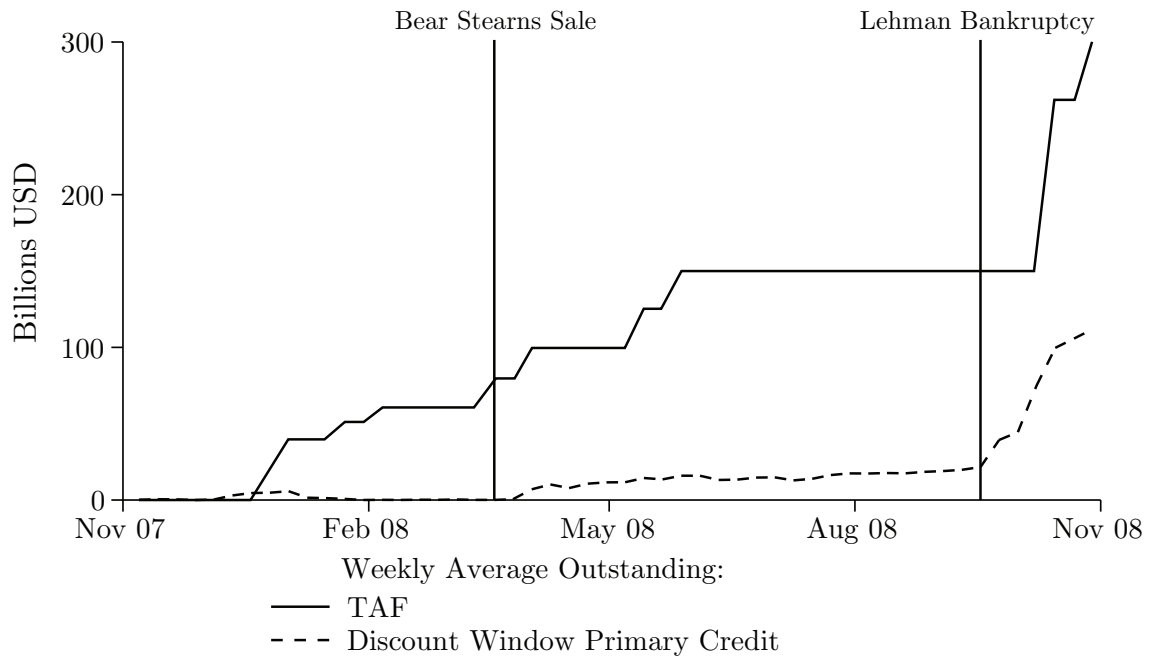 Bear Stearns Sale
Lehman Bankruptcy
300
200
100
0
Billions USD
Nov 07
Feb 08
May 08
Aug 08
Nov 08
Weekly Average Outstanding:
TAF
Discount Window Primary Credit